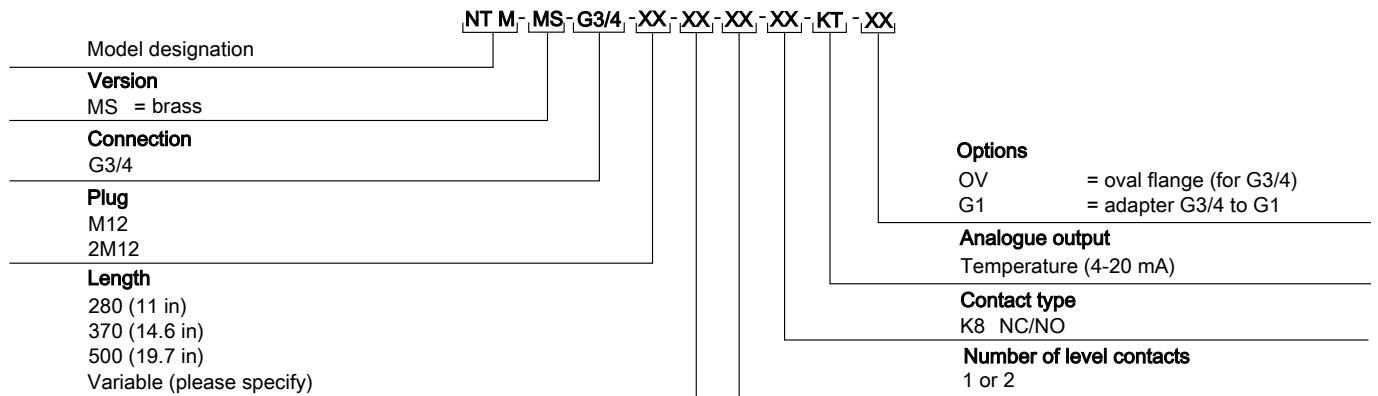 NT M - MS - G3/4 - XX - XX - XX - XX - KT - XX
Model designation
Version
MS = brass
Connection
G3/4
Plug
M12
2M12
Length
280 (11 in)
370 (14.6 in)
500 (19.7 in)
Variable (please specify)
Options
OV = oval flange (for G3/4)
G1 = adapter G3/4 to G1
Analogue output
Temperature (4-20 mA)
Contact type
K8 NC/NO
Number of level contacts
1 or 2